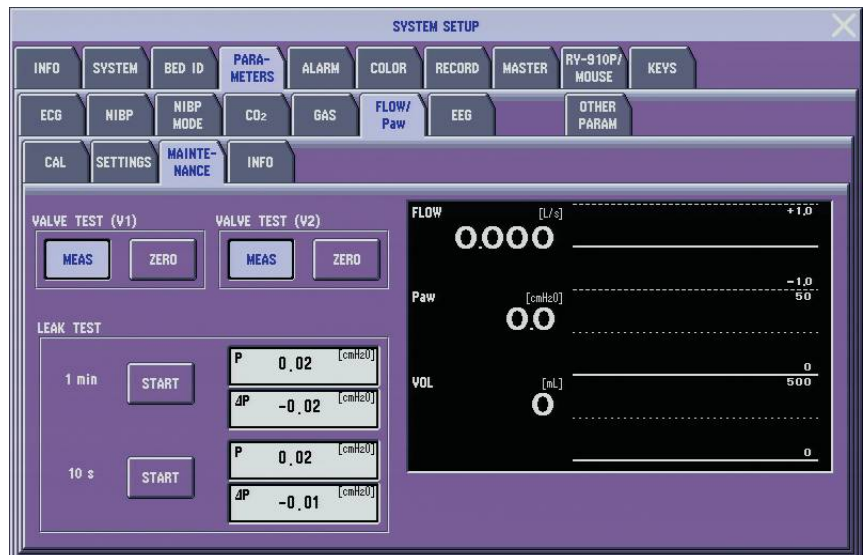 SYSTEM SETUP
INFO SYSTEM BED ID PARA-METERS ALARM COLOR RECORD MASTER RY-910P/MOUSE KEYS
ECG NIBP NIBP MODE CO₂ GAS FLOW/Paw EEG OTHER PARAM
CAL SETTINGS MAINTE-NANCE INFO
VALVE TEST (V1) VALVE TEST (V2)
MEAS ZERO MEAS ZERO
LEAK TEST
1 min START
P 0.02 [cmH2O]
ΔP -0.02 [cmH2O]
10 s START
P 0.02 [cmH2O]
ΔP -0.01 [cmH2O]
FLOW [L/s] +1.0
0.000
-1.0
Paw [cmH2O] 50
0.0
0
VOL [mL] 500
0
0